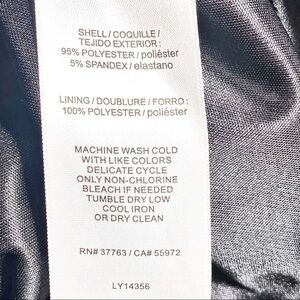 SHELL / COQUILLE /
TEJIDO EXTERIOR :
95% POLYESTER / poliéster
5% SPANDEX / elastano
LINING / DOUBLURE / FORRO :
100% POLYESTER / poliéster
MACHINE WASH COLD
WITH LIKE COLORS
DELICATE CYCLE
ONLY NON-CHLORINE
BLEACH IF NEEDED
TUMBLE DRY LOW
COOL IRON
OR DRY CLEAN
RN# 37763 / CA# 55972
LY14356